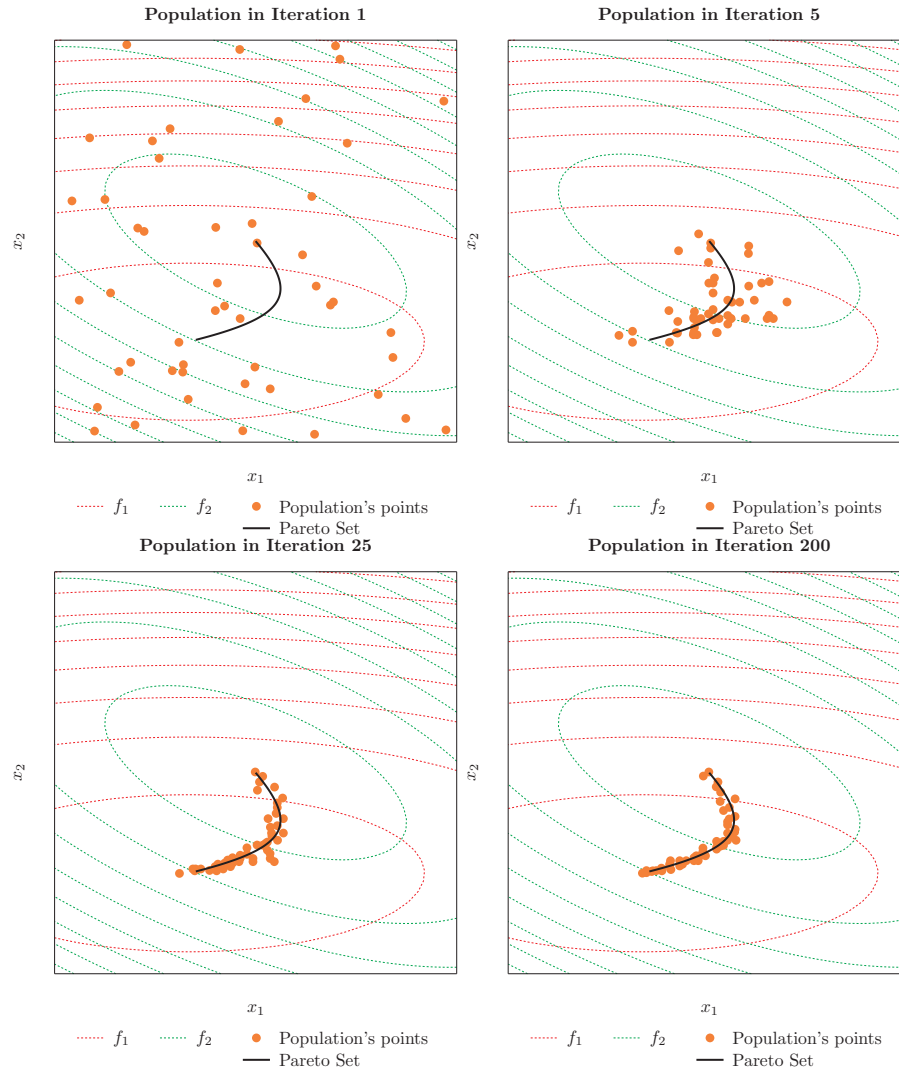 Population in Iteration 1
x₂
x₁
f₁ f₂ Population's points
Pareto Set
Population in Iteration 5
x₂
x₁
f₁ f₂ Population's points
Pareto Set
Population in Iteration 25
x₂
x₁
f₁ f₂ Population's points
Pareto Set
Population in Iteration 200
x₂
x₁
f₁ f₂ Population's points
Pareto Set